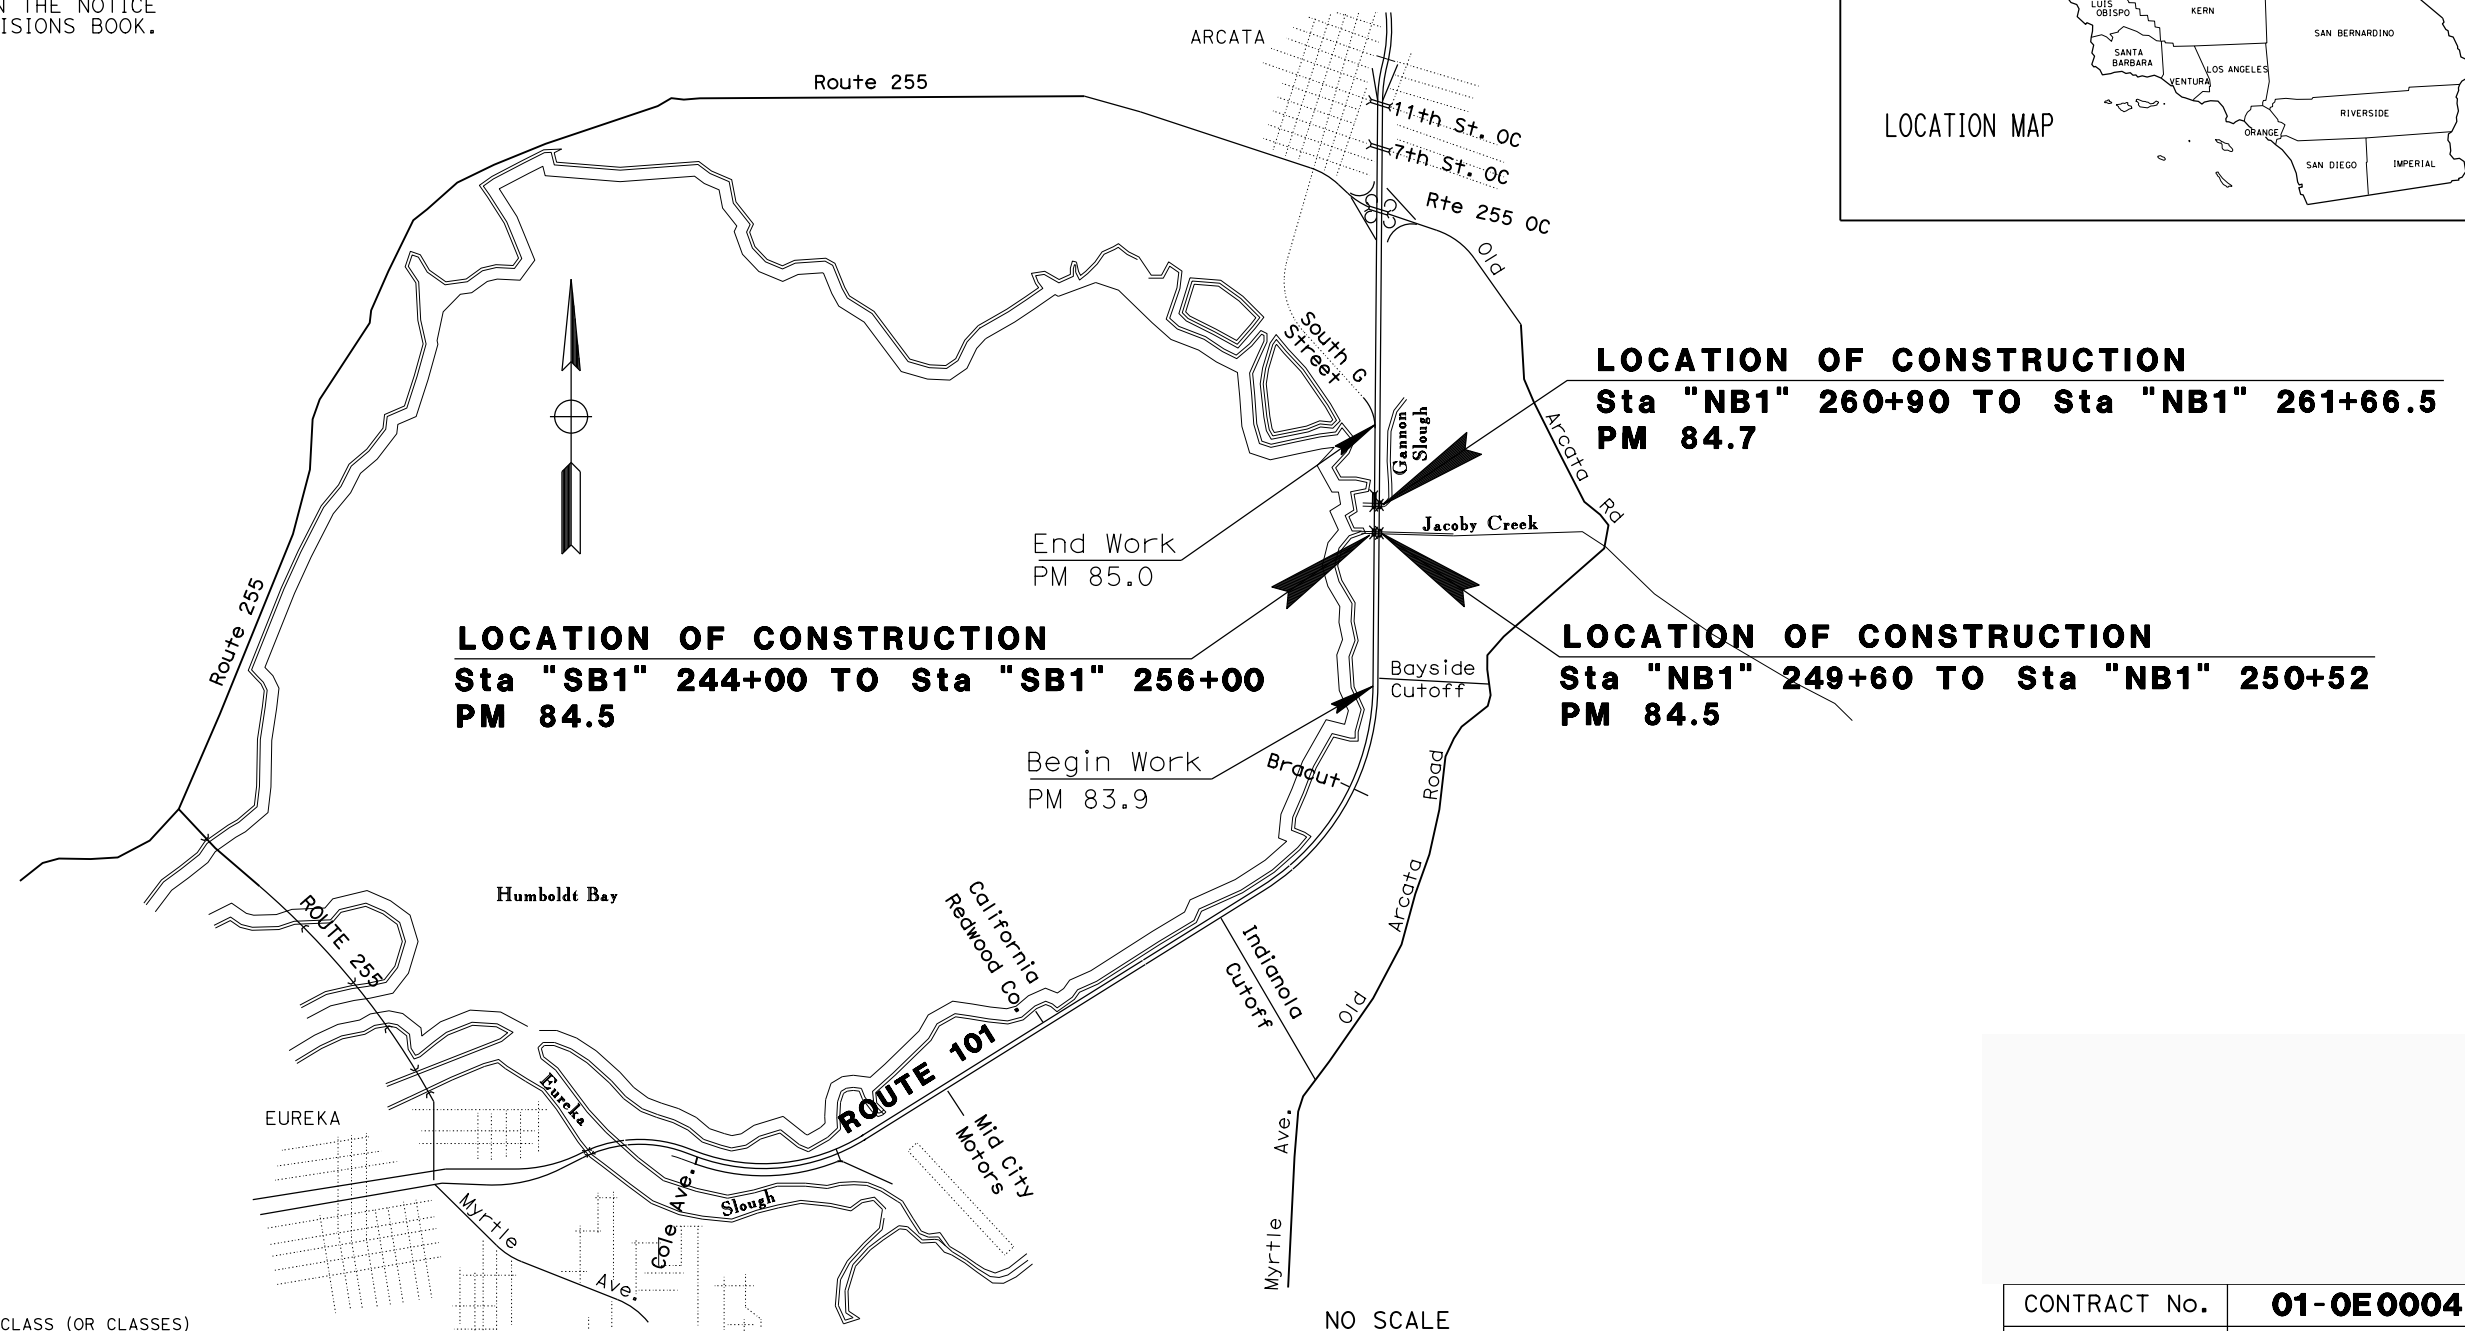 N THE NOTICE
ISIONS BOOK.
LUIS
OBISPO
KERN
SAN BERNARDINO
SANTA
BARBARA
VENTURA
LOS ANGELES
RIVERSIDE
ORANGE
SAN DIEGO
IMPERIAL
LOCATION MAP
ARCATA
Route 255
11th St. OC
7th St. OC
Rte 255 OC
Old
Arcata
Rd
South G
Street
Gannon
Slough
LOCATION OF CONSTRUCTION
Sta "NB1" 260+90 TO Sta "NB1" 261+66.5
PM 84.7
Jacoby Creek
End Work
PM 85.0
Route 255
LOCATION OF CONSTRUCTION
Sta "SB1" 244+00 TO Sta "SB1" 256+00
PM 84.5
LOCATION OF CONSTRUCTION
Sta "NB1" 249+60 TO Sta "NB1" 250+52
PM 84.5
Bayside
Cutoff
Begin Work
PM 83.9
Bracut
Road
Arcata
Old
Humboldt Bay
California
Redwood Co.
Indianola
Cutoff
ROUTE 255
ROUTE 101
Eureka
Slough
EUREKA
Mid City
Motors
Cole Ave.
Myrtle
Ave.
Myrtle Ave.
NO SCALE
CLASS (OR CLASSES)
CONTRACT No.
01-0E0004